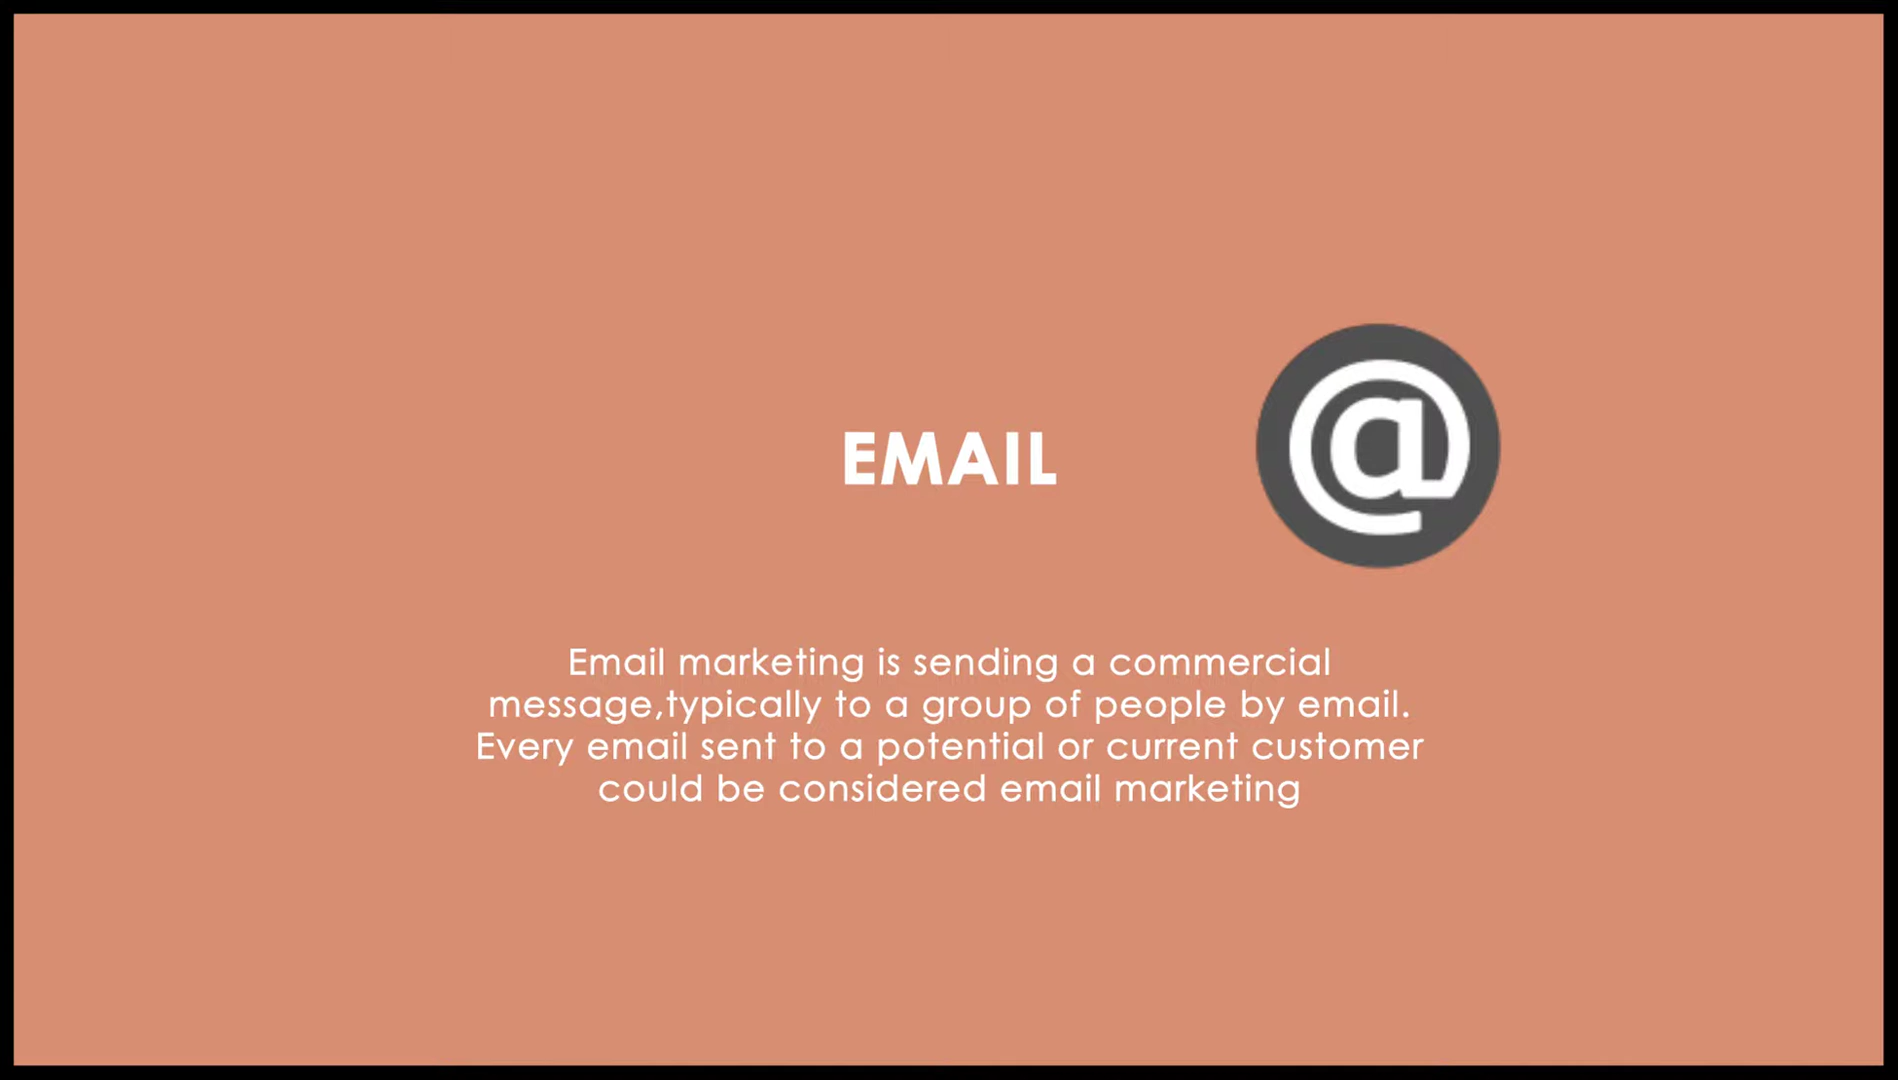 EMAIL
@
Email marketing is sending a commercial
message,typically to a group of people by email.
Every email sent to a potential or current customer
could be considered email marketing